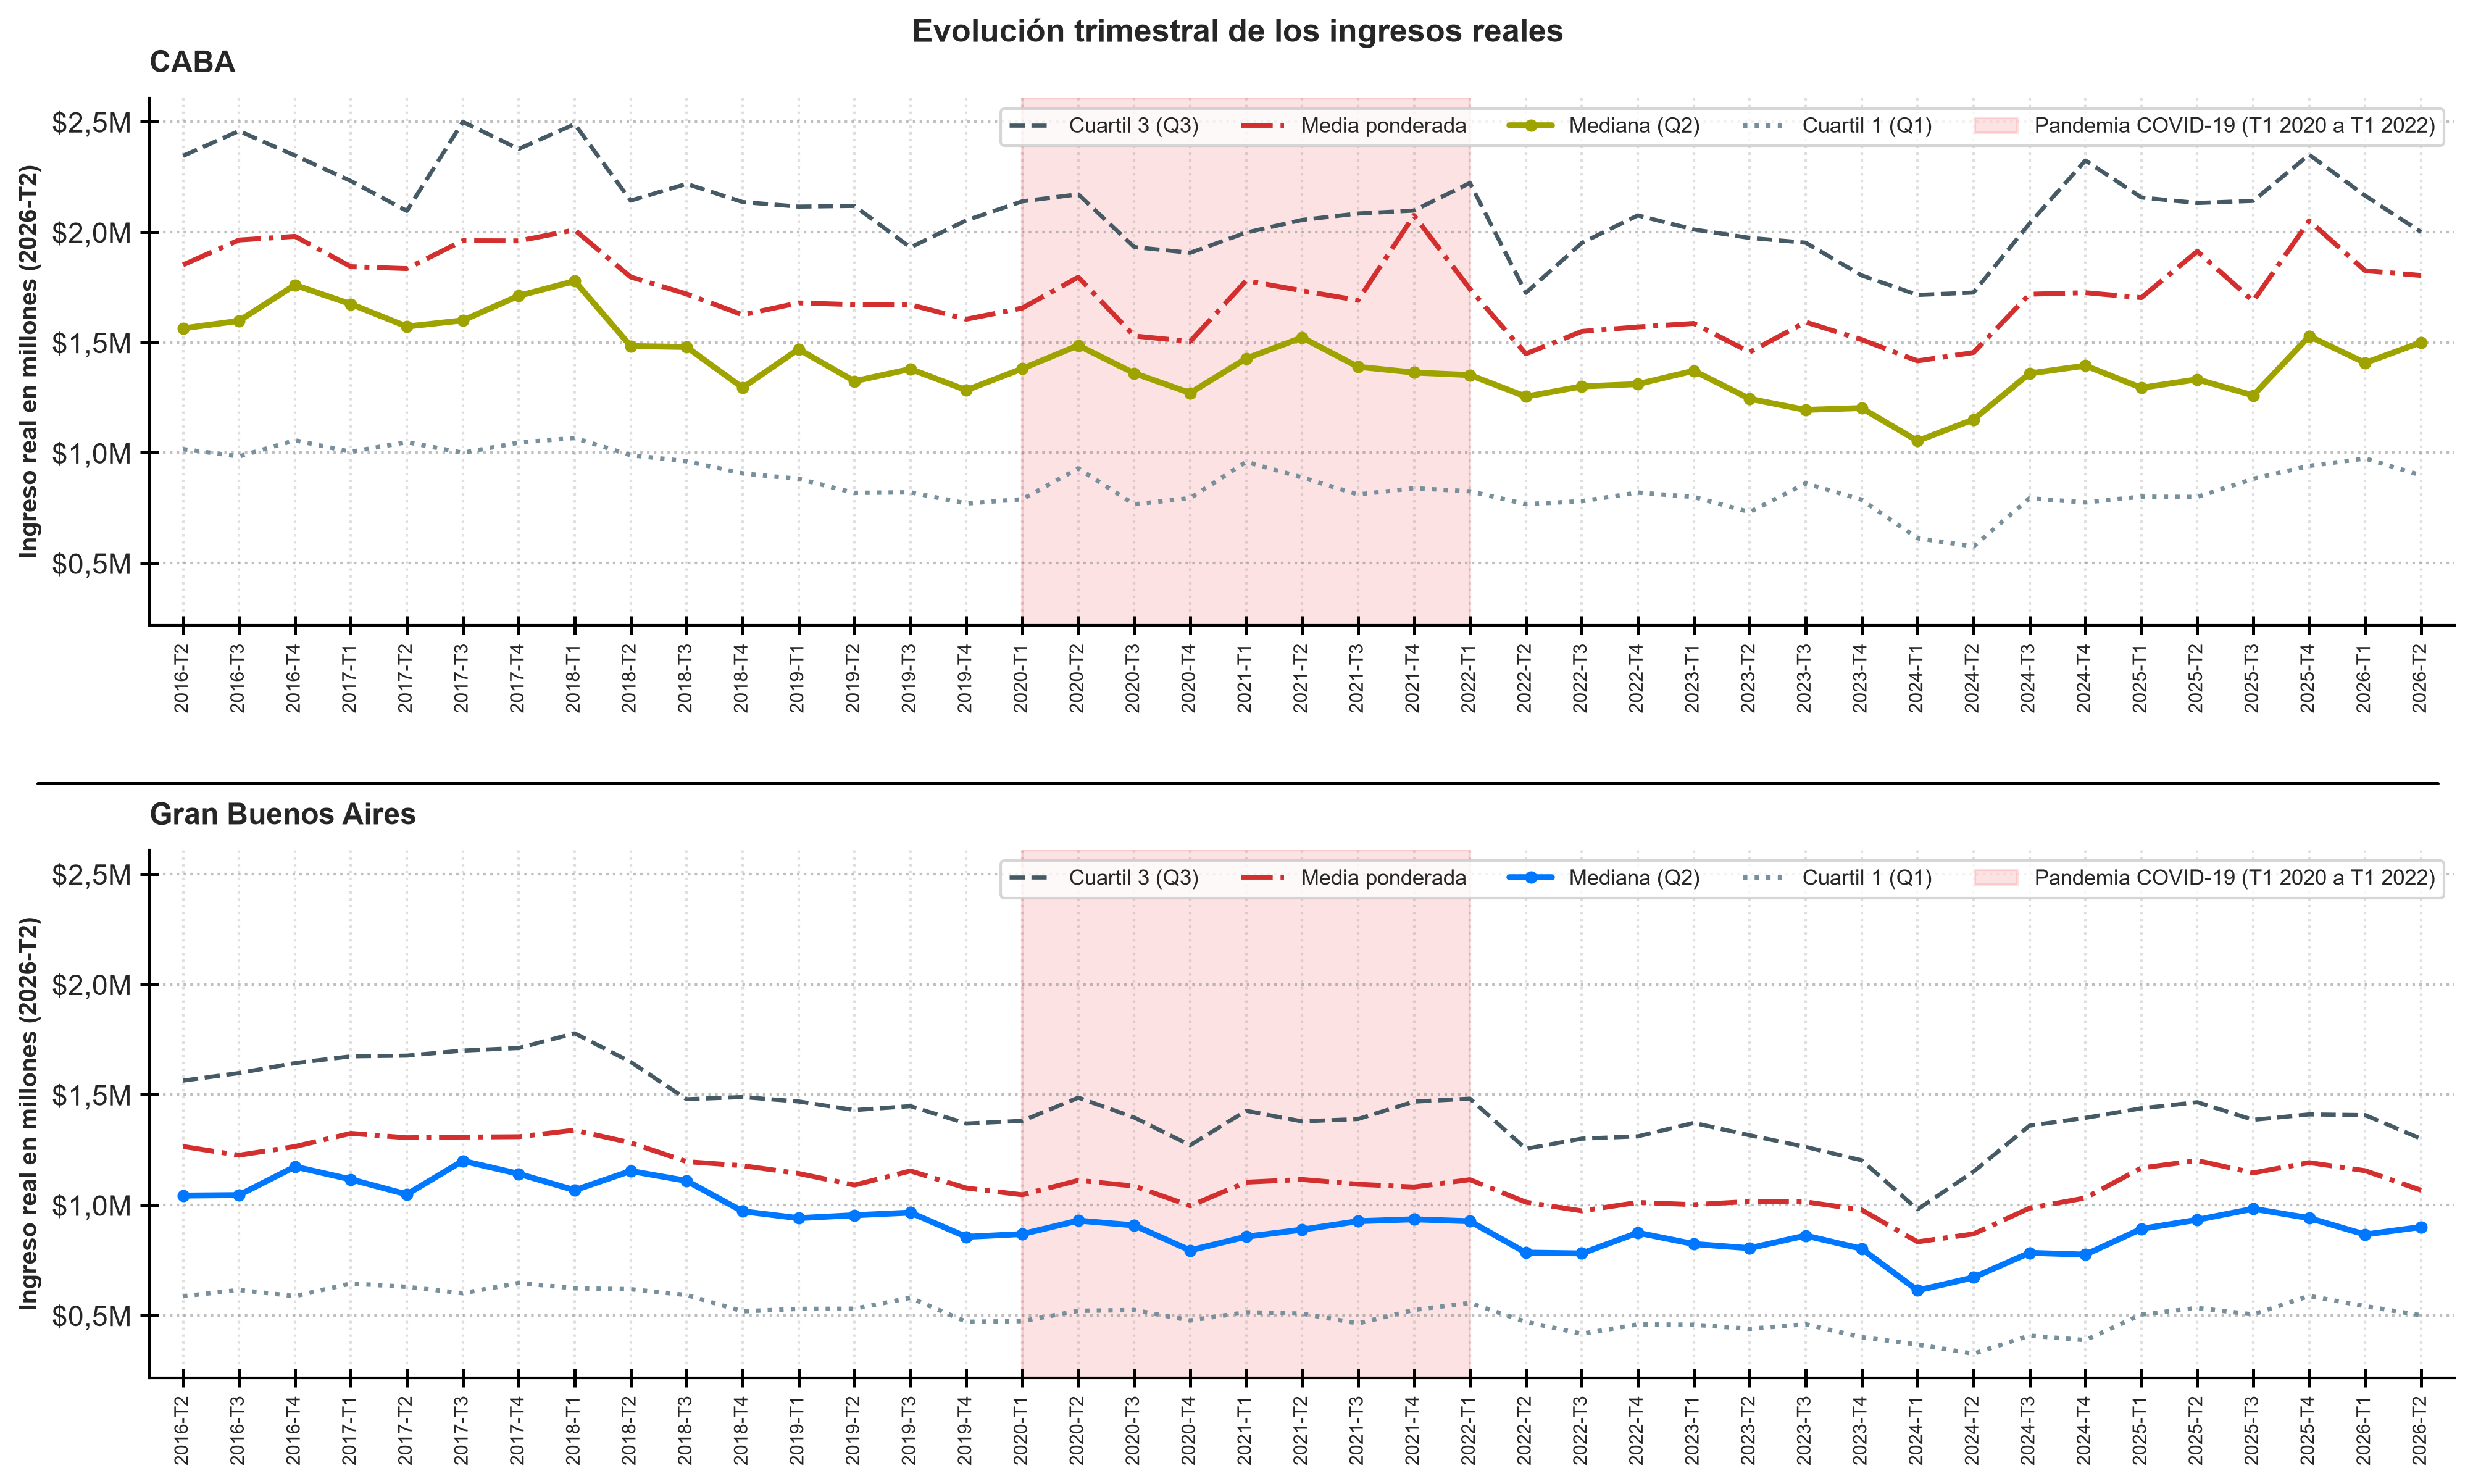 Evolución trimestral de los ingresos reales
CABA
Ingreso real en millones (2026-T2)
$2,5M
$2,0M
$1,5M
$1,0M
$0,5M
Cuartil 3 (Q3) Media ponderada Mediana (Q2) Cuartil 1 (Q1) Pandemia COVID-19 (T1 2020 a T1 2022)
2016-T2 2016-T3 2016-T4 2017-T1 2017-T2 2017-T3 2017-T4 2018-T1 2018-T2 2018-T3 2018-T4 2019-T1 2019-T2 2019-T3 2019-T4 2020-T1 2020-T2 2020-T3 2020-T4 2021-T1 2021-T2 2021-T3 2021-T4 2022-T1 2022-T2 2022-T3 2022-T4 2023-T1 2023-T2 2023-T3 2023-T4 2024-T1 2024-T2 2024-T3 2024-T4 2025-T1 2025-T2 2025-T3 2025-T4 2026-T1 2026-T2
Gran Buenos Aires
Ingreso real en millones (2026-T2)
$2,5M
$2,0M
$1,5M
$1,0M
$0,5M
Cuartil 3 (Q3) Media ponderada Mediana (Q2) Cuartil 1 (Q1) Pandemia COVID-19 (T1 2020 a T1 2022)
2016-T2 2016-T3 2016-T4 2017-T1 2017-T2 2017-T3 2017-T4 2018-T1 2018-T2 2018-T3 2018-T4 2019-T1 2019-T2 2019-T3 2019-T4 2020-T1 2020-T2 2020-T3 2020-T4 2021-T1 2021-T2 2021-T3 2021-T4 2022-T1 2022-T2 2022-T3 2022-T4 2023-T1 2023-T2 2023-T3 2023-T4 2024-T1 2024-T2 2024-T3 2024-T4 2025-T1 2025-T2 2025-T3 2025-T4 2026-T1 2026-T2